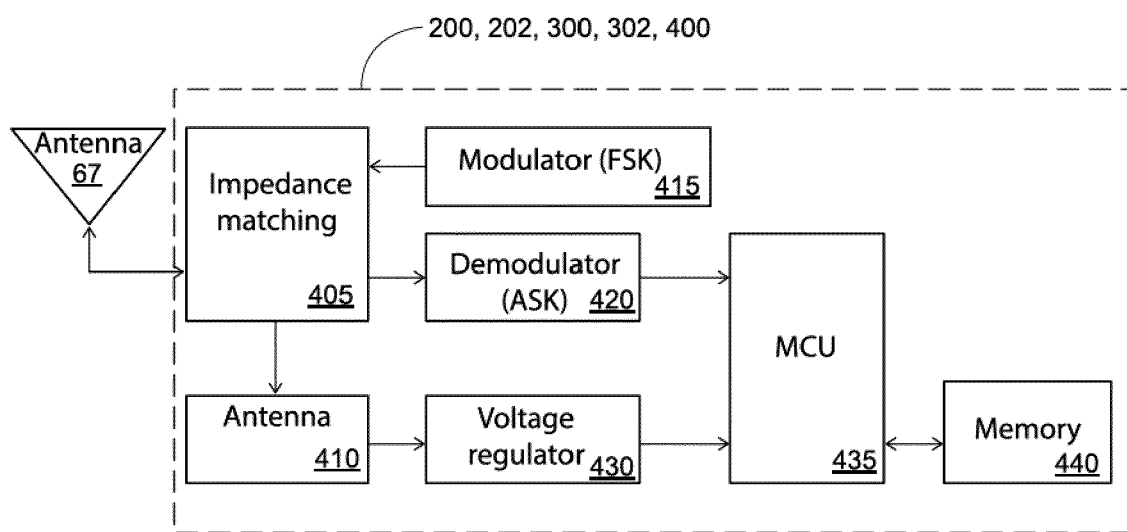 200, 202, 300, 302, 400
Antenna
67
Impedance
matching
405
Modulator (FSK)
415
Demodulator
(ASK) 420
MCU
435
Antenna
410
Voltage
regulator 430
Memory
440